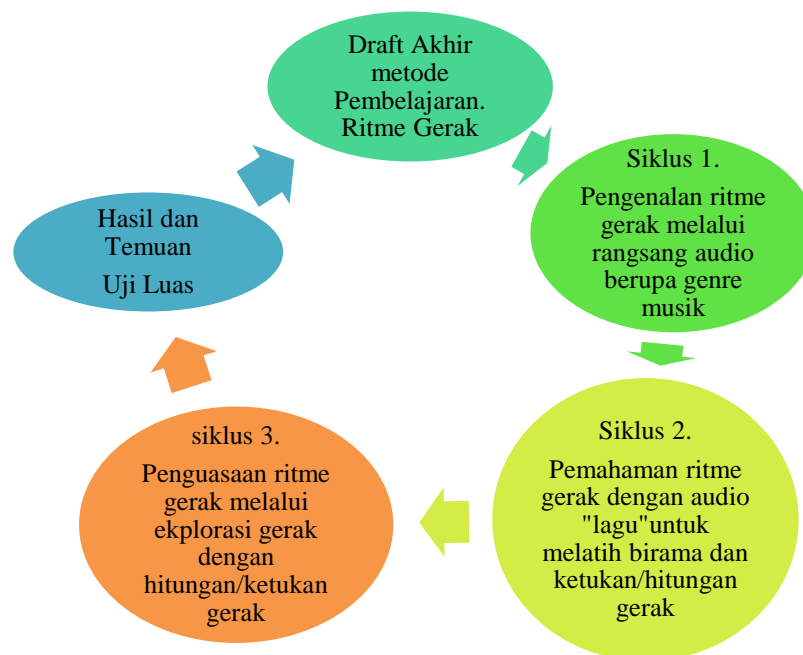 Draft Akhir
metode
Pembelajaran.
Ritme Gerak
Siklus 1.
Pengenalan ritme
gerak melalui
rangsang audio
berupa genre
musik
Siklus 2.
Pemahaman ritme
gerak dengan audio
"lagu"untuk
melatih birama dan
ketukan/hitungan
gerak
siklus 3.
Penguasaan ritme
gerak melalui
ekplorasi gerak
dengan
hitungan/ketukan
gerak
Hasil dan
Temuan
Uji Luas